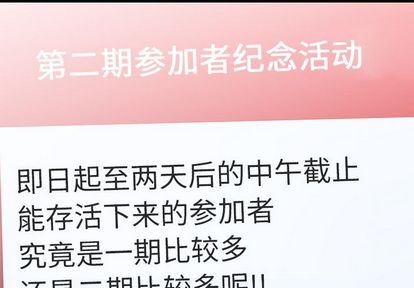 第二期参加者纪念活动
即日起至两天后的中午截止
能存活下来的参加者
究竟是一期比较多
还是二期比较多呢!!